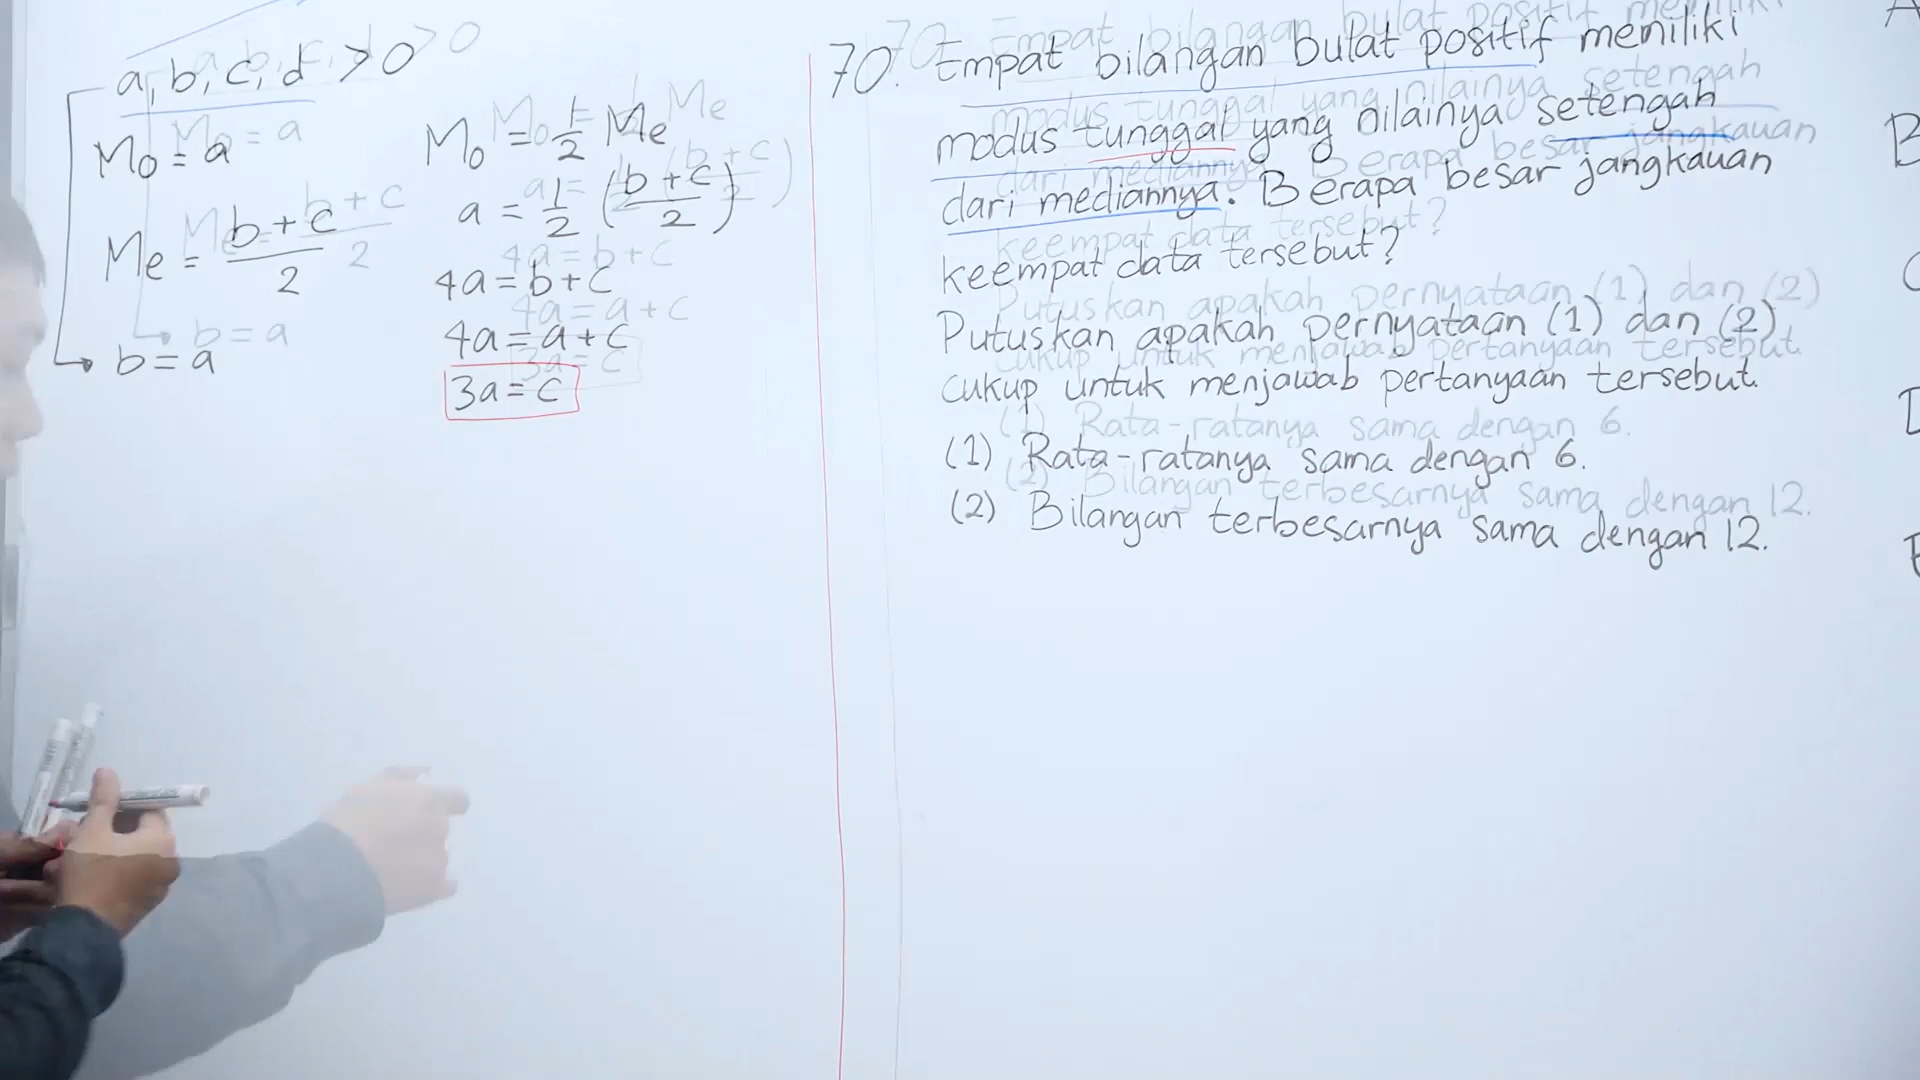 a, b, c, d > 0
Mo = a
Me = b + c / 2
b = a
Mo = 1/2 Me
a = 1/2 (b + c / 2)
4a = b + c
4a = a + c
3a = c
70. Empat bilangan bulat positif memiliki
modus tunggal yang nilainya setengah
dari mediannya. Berapa besar jangkauan
keempat data tersebut?
Putuskan apakah pernyataan (1) dan (2)
cukup untuk menjawab pertanyaan tersebut.
(1) Rata-ratanya sama dengan 6.
(2) Bilangan terbesarnya sama dengan 12.
B